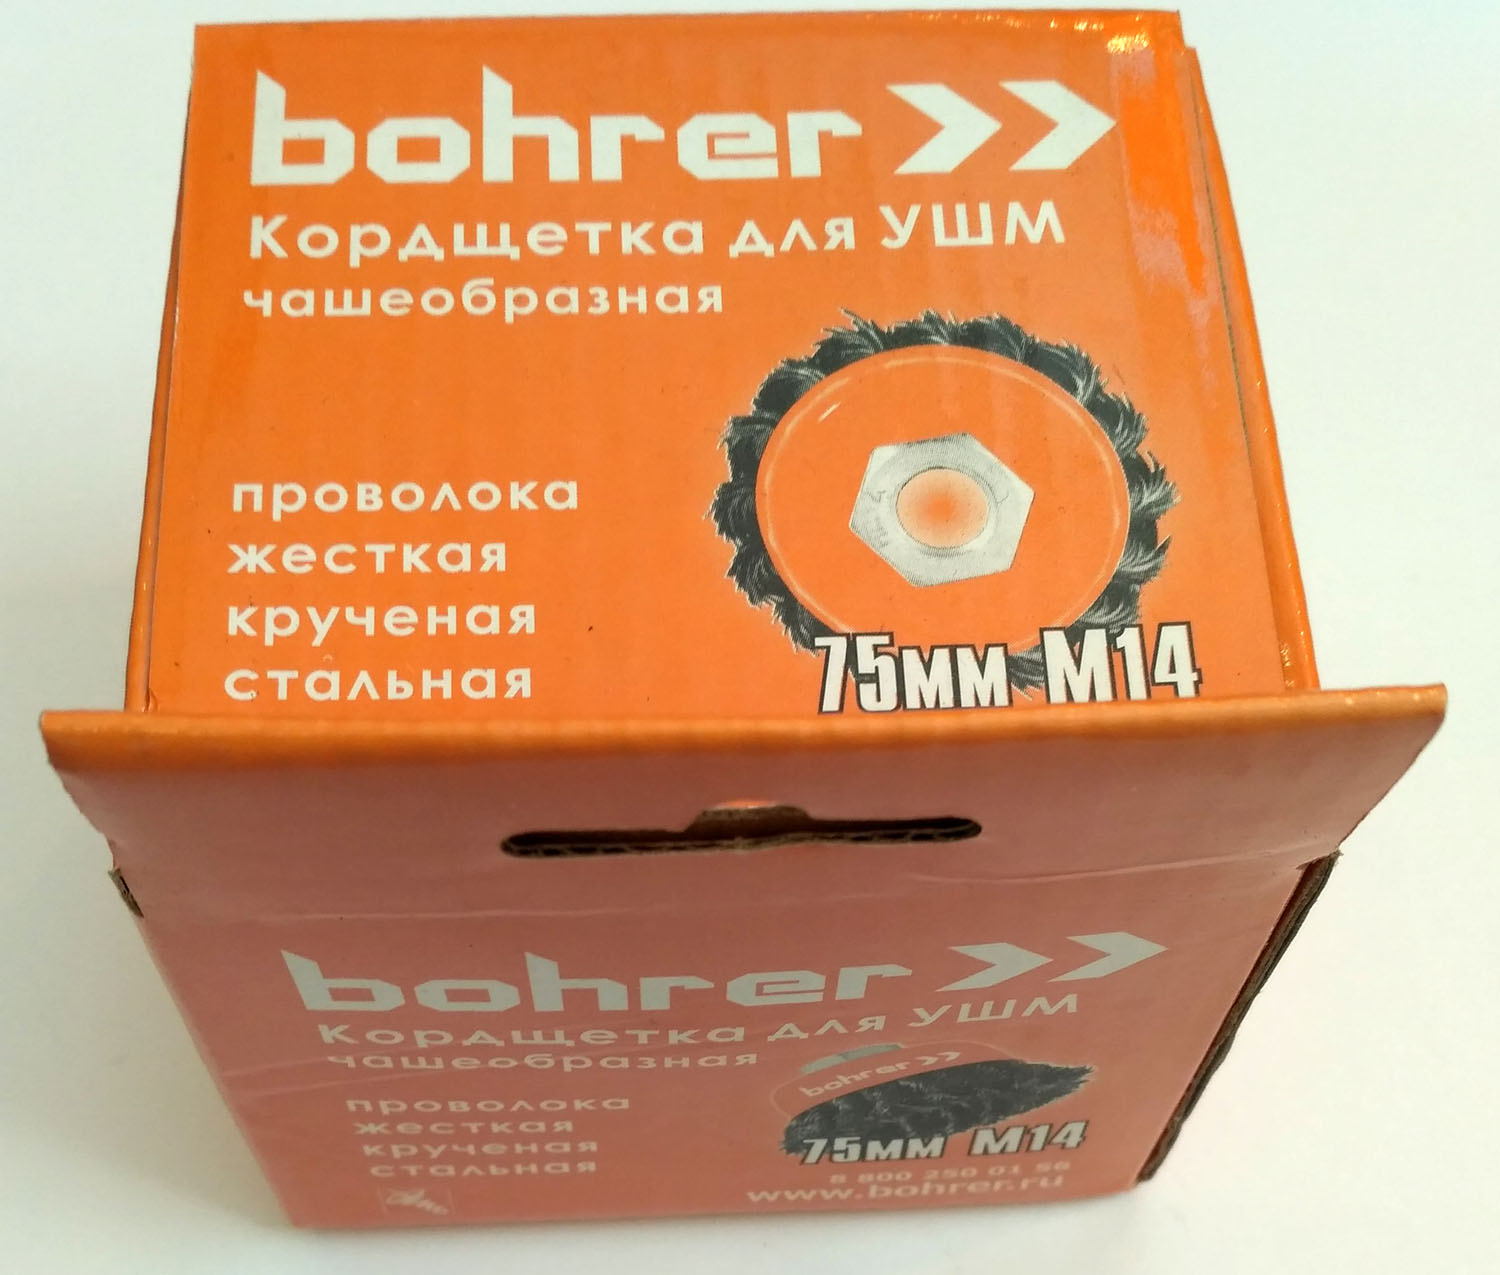 bohrer
Кордщетка для УШМ
чашеобразная
проволока
жесткая
крученая
стальная
75мм М14
bohrer
Кордщетка для УШМ
чашеобразная
bohrer
проволока
жесткая
крученая
стальная
75мм М14
8 800 250 01 56
www.bohrer.ru